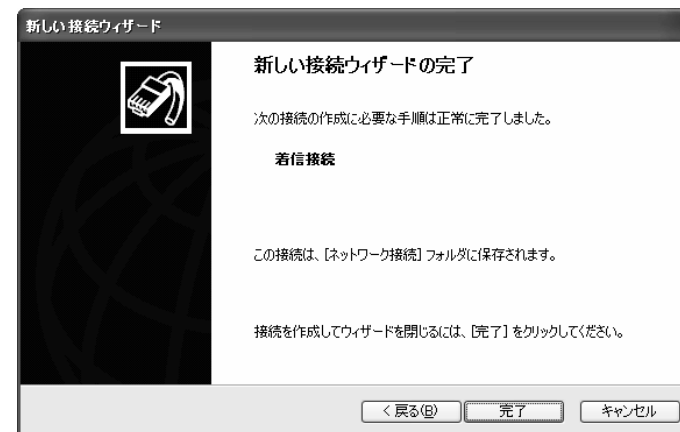 新しい接続ウィザード
新しい接続ウィザードの完了
次の接続の作成に必要な手順は正常に完了しました。
着信接続
この接続は、[ネットワーク接続] フォルダに保存されます。
接続を作成してウィザードを閉じるには、[完了] をクリックしてください。
< 戻る(B)
完了
キャンセル